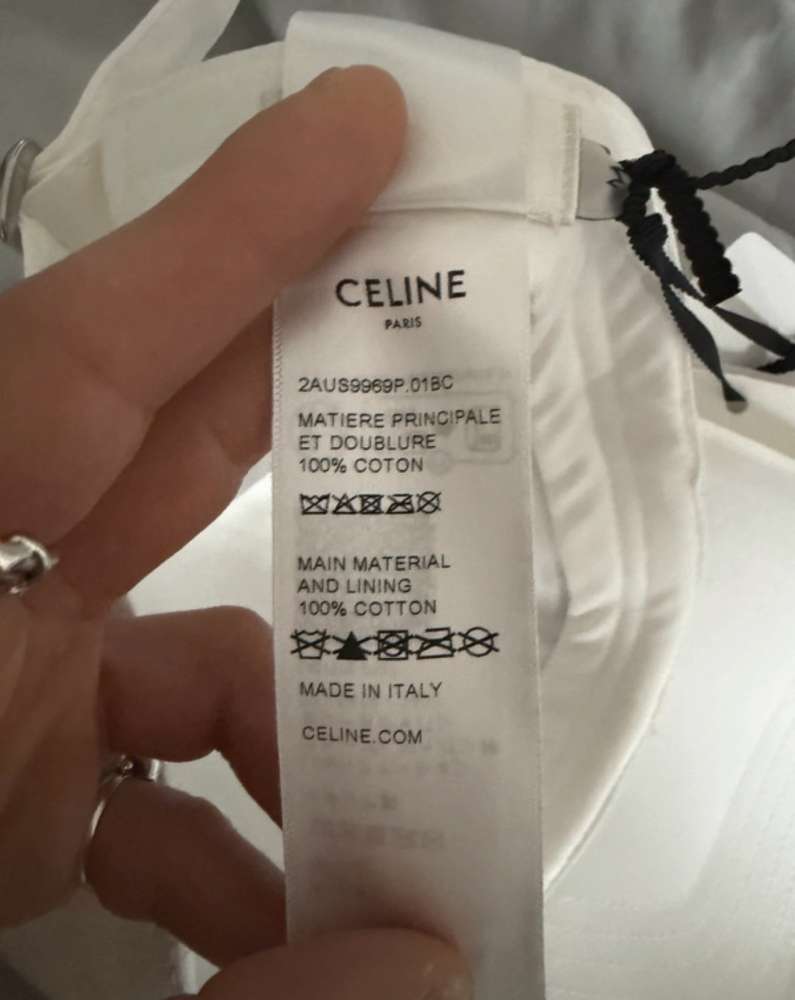 CELINE
PARIS
2AUS9969P.01BC
MATIERE PRINCIPALE
ET DOUBLURE
100% COTON
MAIN MATERIAL
AND LINING
100% COTTON
MADE IN ITALY
CELINE.COM